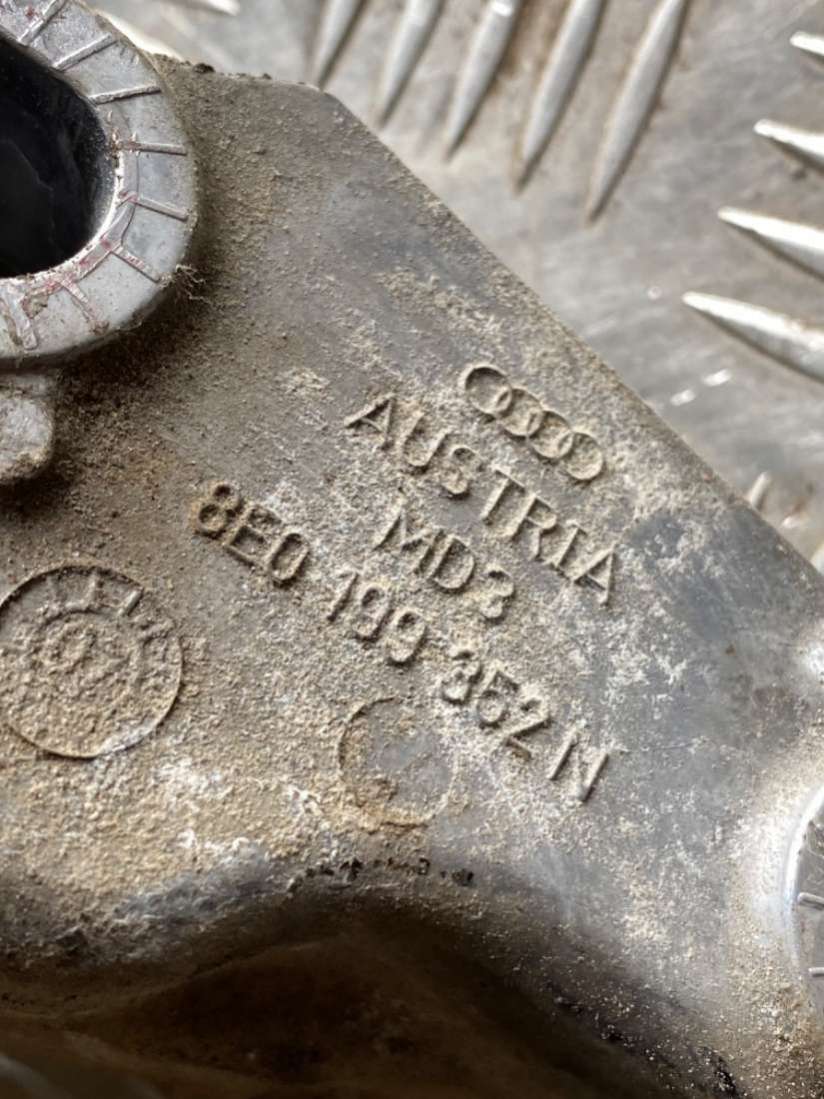 AUSTRIA
MD3
8E0 199 352 N